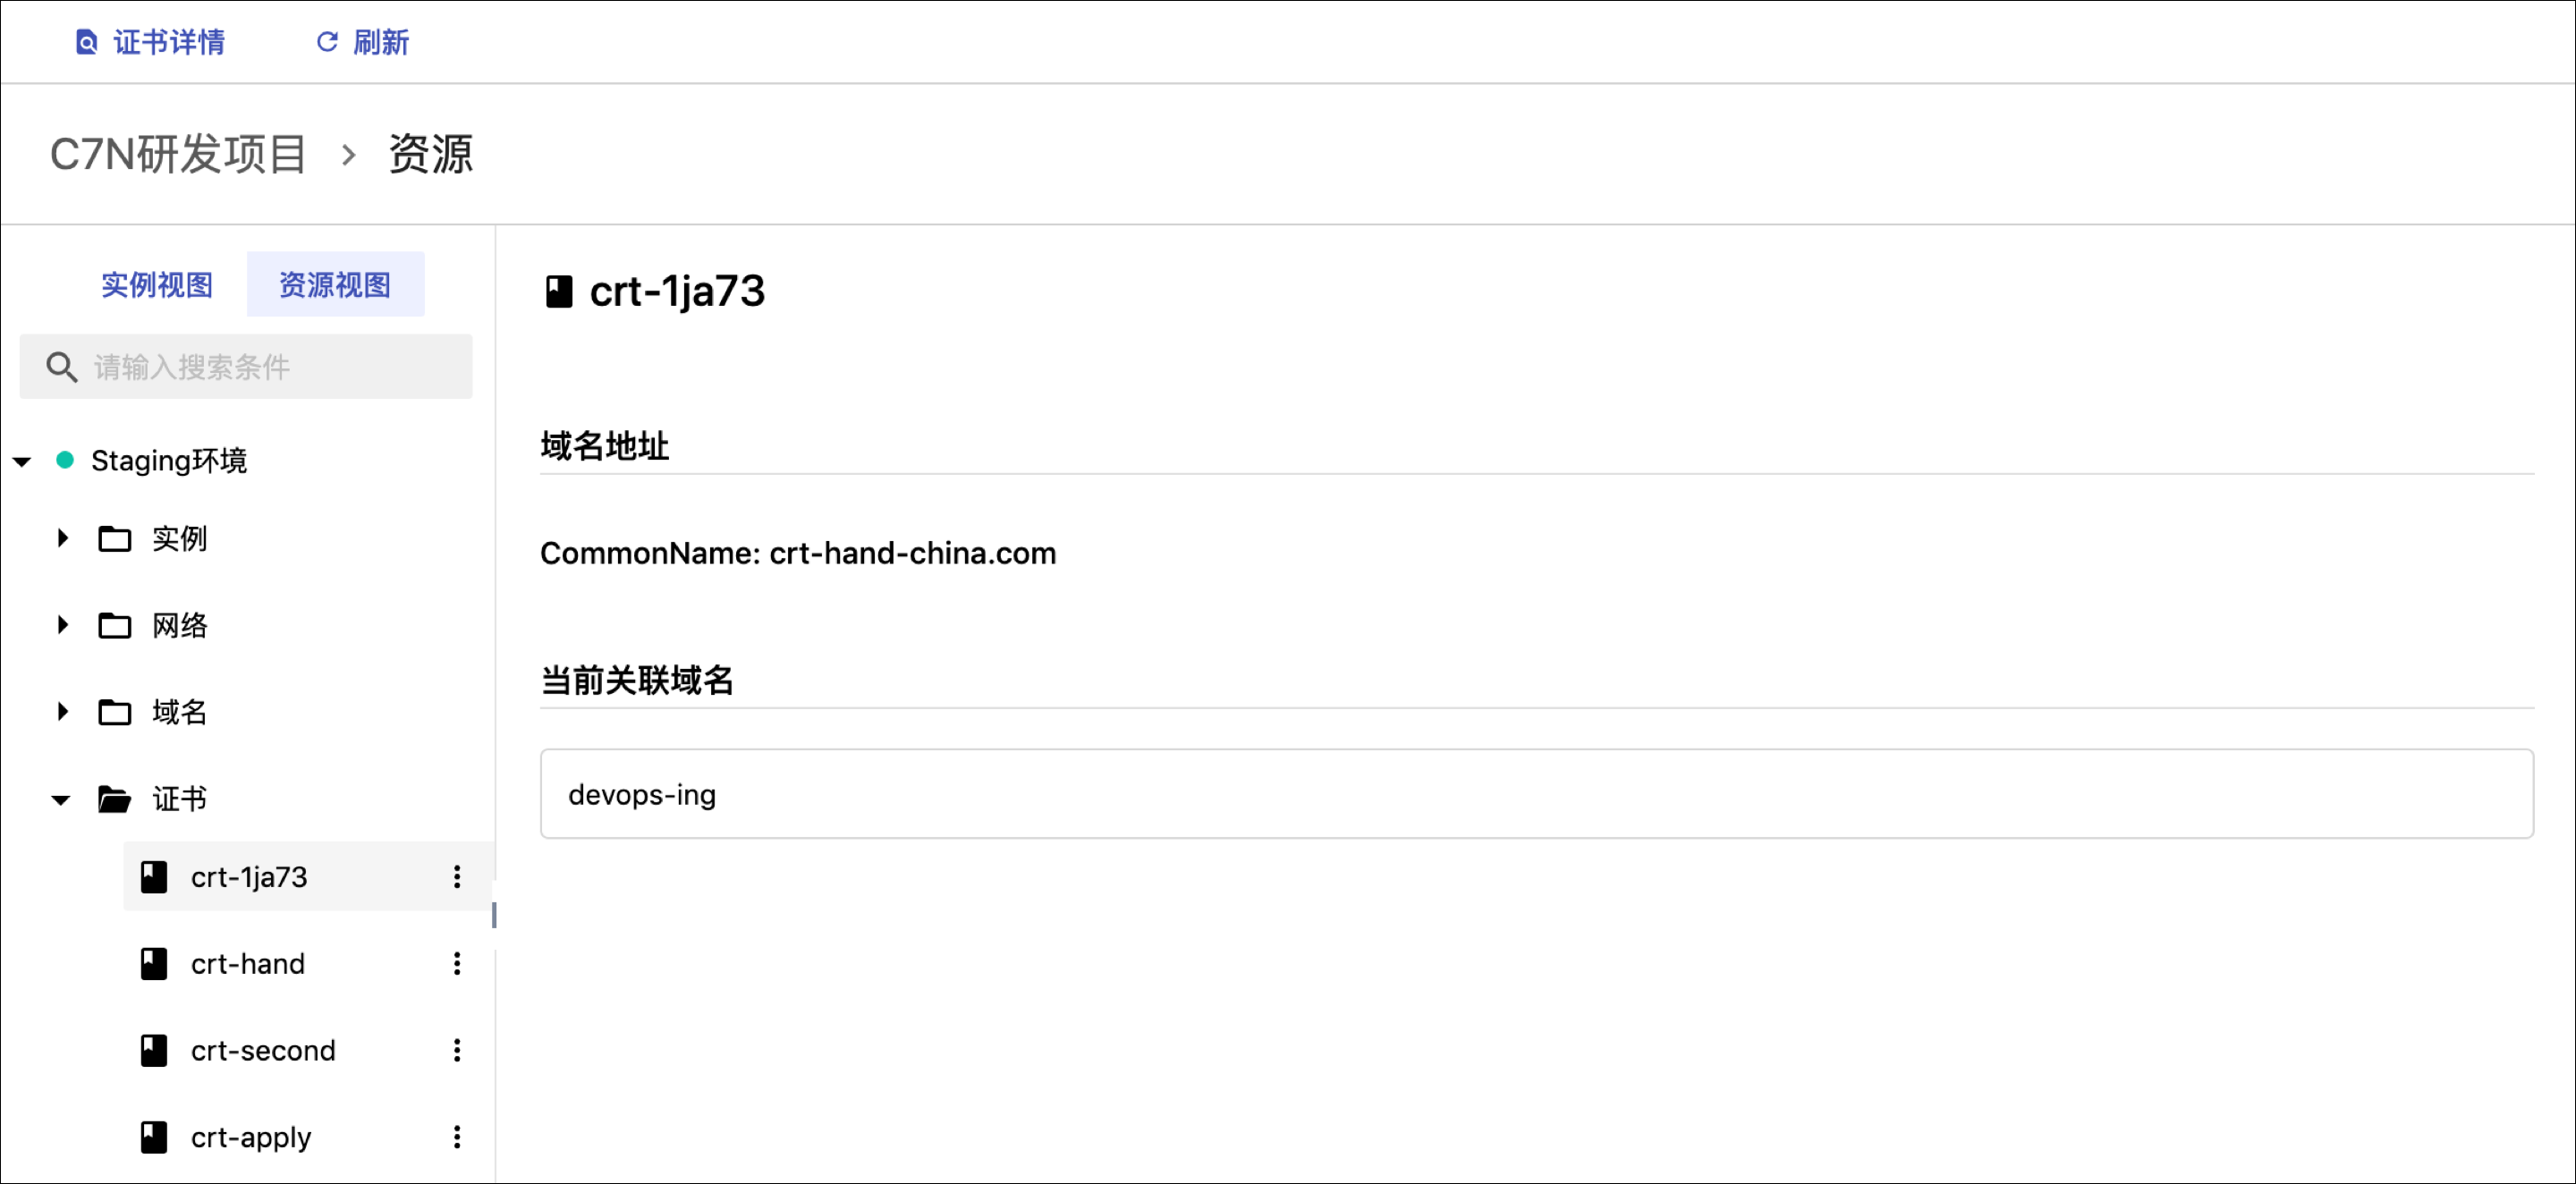 证书详情 刷新
C7N研发项目 > 资源
实例视图 资源视图
请输入搜索条件
Staging环境
实例
网络
域名
证书
crt-1ja73
crt-hand
crt-second
crt-apply
crt-1ja73
域名地址
CommonName: crt-hand-china.com
当前关联域名
devops-ing